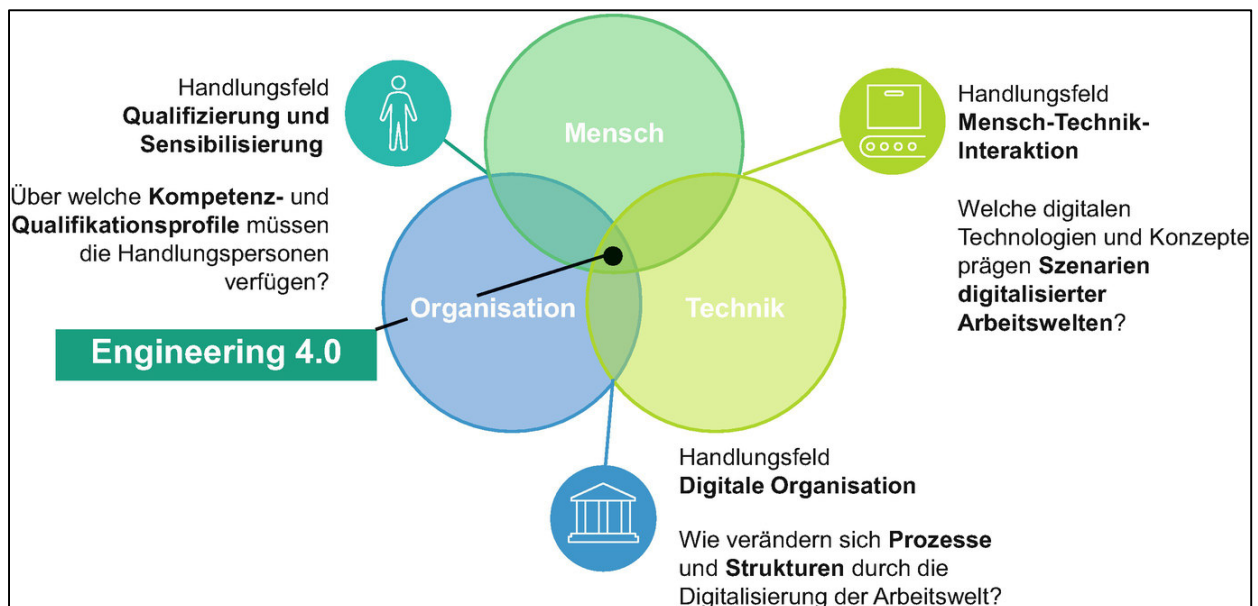 Handlungsfeld
Qualifizierung und
Sensibilisierung
Über welche Kompetenz- und
Qualifikationsprofile müssen
die Handlungspersonen
verfügen?
Engineering 4.0
Mensch
Organisation
Technik
Handlungsfeld
Mensch-Technik-
Interaktion
Welche digitalen
Technologien und Konzepte
prägen Szenarien
digitalisierter
Arbeitswelten?
Handlungsfeld
Digitale Organisation
Wie verändern sich Prozesse
und Strukturen durch die
Digitalisierung der Arbeitswelt?